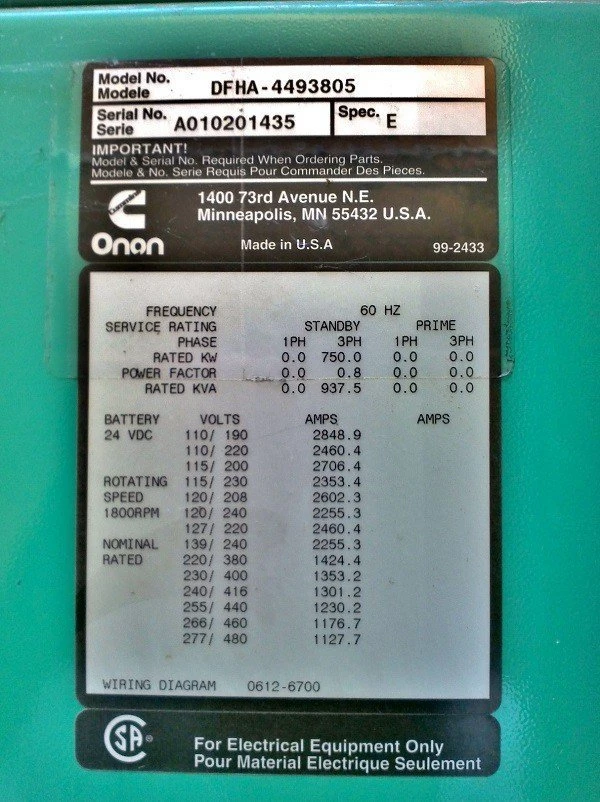 Model No. DFHA-4493805
Modele
Serial No. A010201435 Spec. E
Serie
IMPORTANT!
Model & Serial No. Required When Ordering Parts.
Modele & No. Serie Requis Pour Commander Des Pieces.
1400 73rd Avenue N.E.
Minneapolis, MN 55432 U.S.A.
Onan Made in U.S.A 99-2433
FREQUENCY 60 HZ
SERVICE RATING STANDBY PRIME
PHASE 1PH 3PH 1PH 3PH
RATED KW 0.0 750.0 0.0 0.0
POWER FACTOR 0.0 0.8 0.0 0.0
RATED KVA 0.0 937.5 0.0 0.0
BATTERY VOLTS AMPS AMPS
24 VDC 110/ 190 2848.9
110/ 220 2460.4
115/ 200 2706.4
ROTATING 115/ 230 2353.4
SPEED 120/ 208 2602.3
1800RPM 120/ 240 2255.3
127/ 220 2460.4
NOMINAL 139/ 240 2255.3
RATED 220/ 380 1424.4
230/ 400 1353.2
240/ 416 1301.2
255/ 440 1230.2
266/ 460 1176.7
277/ 480 1127.7
WIRING DIAGRAM 0612-6700
SA ®
For Electrical Equipment Only
Pour Material Electrique Seulement